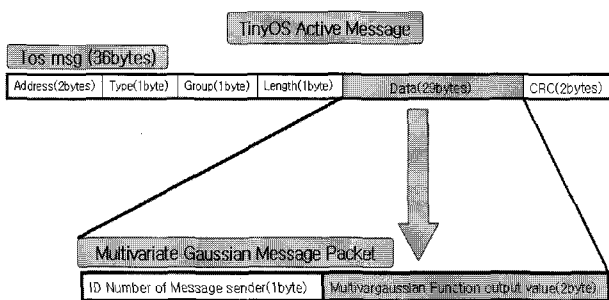 TinyOS Active Message
Tos msg (36bytes)
Address(2bytes) Type(1byte) Group(1byte) Length(1byte) Data(29bytes) CRC(2bytes)
Multivariate Gaussian Message Packet
ID Number of Message sender(1byte) Multivargaussian Function output value(2byte)